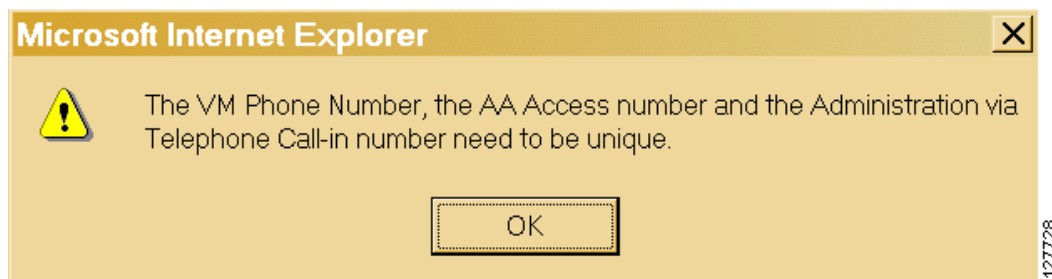 Microsoft Internet Explorer
The VM Phone Number, the AA Access number and the Administration via
Telephone Call-in number need to be unique.
OK
127728